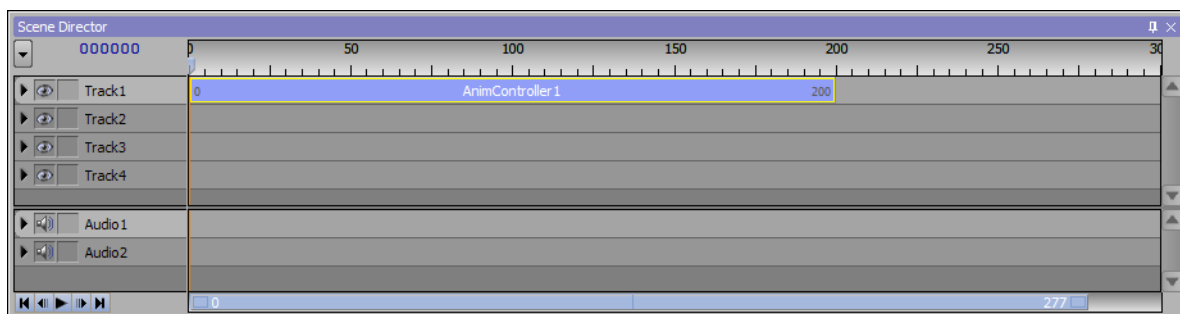 Scene Director
000000 0 50 100 150 200 250 30
Track1 0 AnimController1 200
Track2
Track3
Track4
Audio1
Audio2
0 277